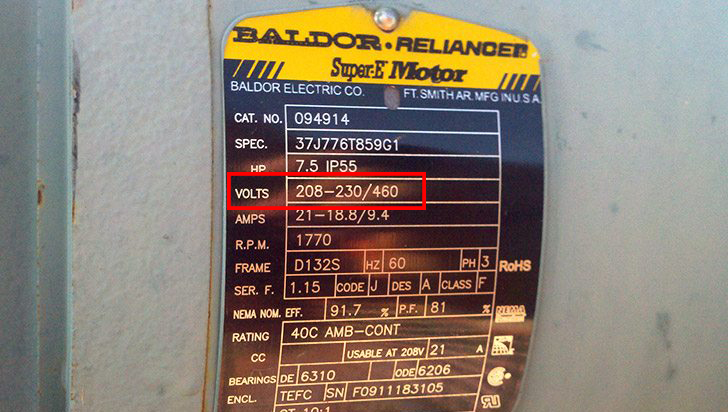 BALDOR • RELIANCER
Super-E Motor
BALDOR ELECTRIC CO. FT. SMITH AR. MFG IN U.S.A.
CAT. NO. 094914
SPEC. 37J776T859G1
HP 7.5 IP55
VOLTS 208-230/460
AMPS 21-18.8/9.4
R.P.M. 1770
FRAME D132S HZ 60 PH 3 RoHS
SER. F. 1.15 CODE J DES A CLASS F
NEMA NOM. EFF. 91.7 % P.F. 81 % NEMA
RATING 40C AMB-CONT
CC USABLE AT 208V 21 A
BEARINGS DE 6310 ODE 6206
ENCL. TEFC SN F0911183105